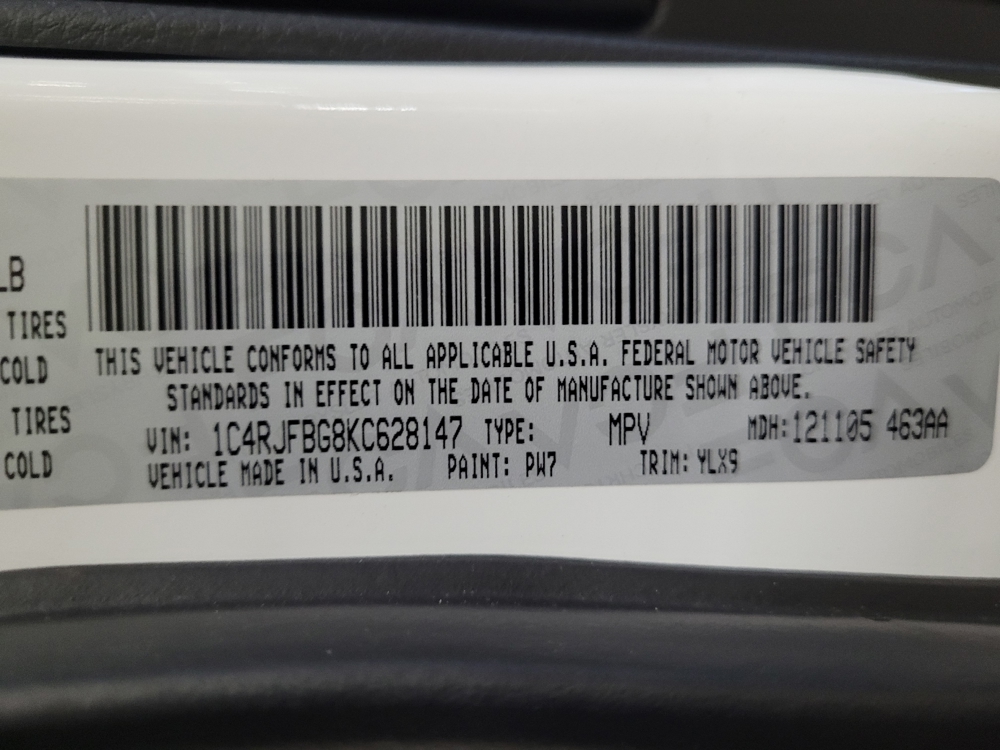 LB
TIRES
COLD
THIS VEHICLE CONFORMS TO ALL APPLICABLE U.S.A. FEDERAL MOTOR VEHICLE SAFETY
STANDARDS IN EFFECT ON THE DATE OF MANUFACTURE SHOWN ABOVE.
TIRES
VIN: 1C4RJFBG8KC628147 TYPE: MPV MDH:121105 463AA
COLD
VEHICLE MADE IN U.S.A. PAINT: PW7 TRIM: YLX9